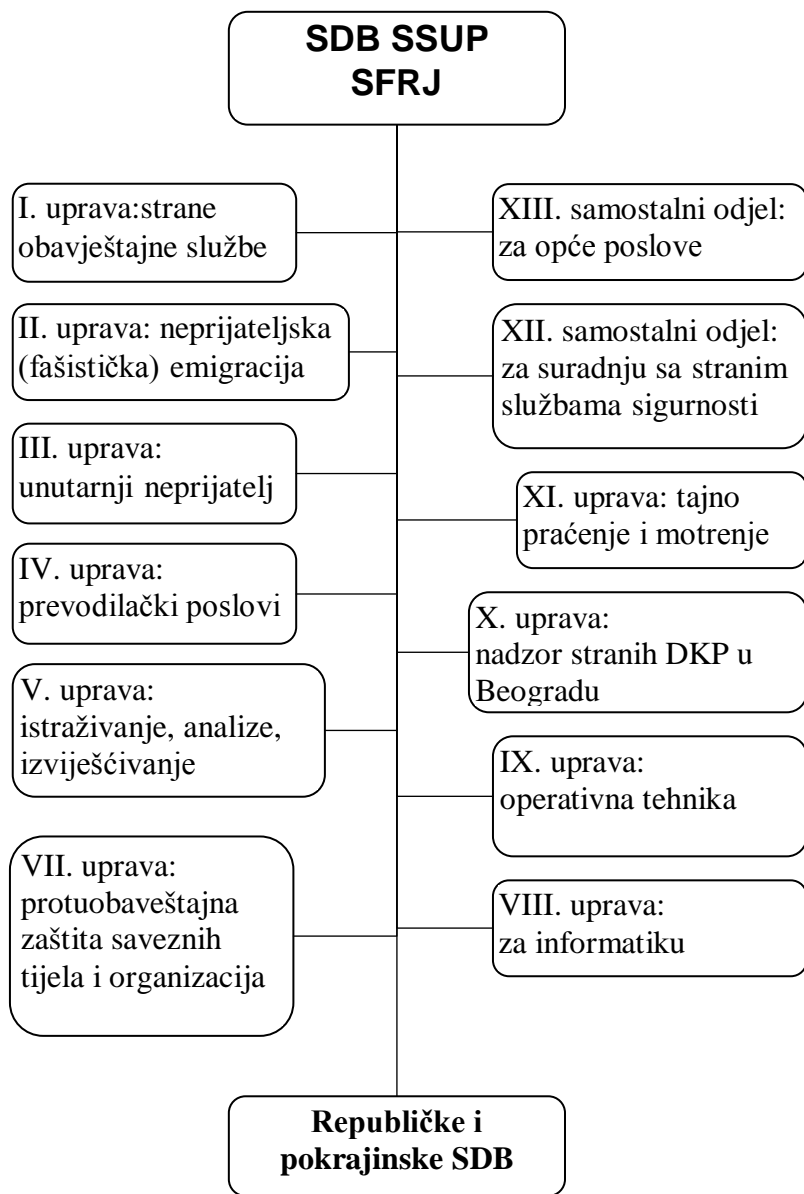 SDB SSUP
SFRJ
I. uprava:strane
obavještajne službe
II. uprava: neprijateljska
(fašistička) emigracija
III. uprava:
unutarnji neprijatelj
IV. uprava:
prevodilački poslovi
V. uprava:
istraživanje, analize,
izviješćivanje
VII. uprava:
protuobaveštajna
zaštita saveznih
tijela i organizacija
XIII. samostalni odjel:
za opće poslove
XII. samostalni odjel:
za suradnju sa stranim
službama sigurnosti
XI. uprava: tajno
praćenje i motrenje
X. uprava:
nadzor stranih DKP u
Beogradu
IX. uprava:
operativna tehnika
VIII. uprava:
za informatiku
Republičke i
pokrajinske SDB